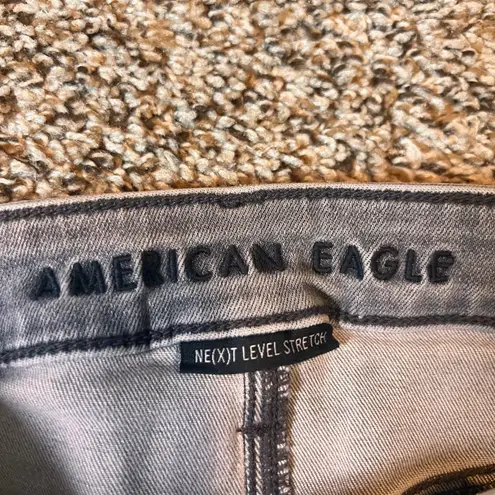 AMERICAN EAGLE
NE(X)T LEVEL STRETCH